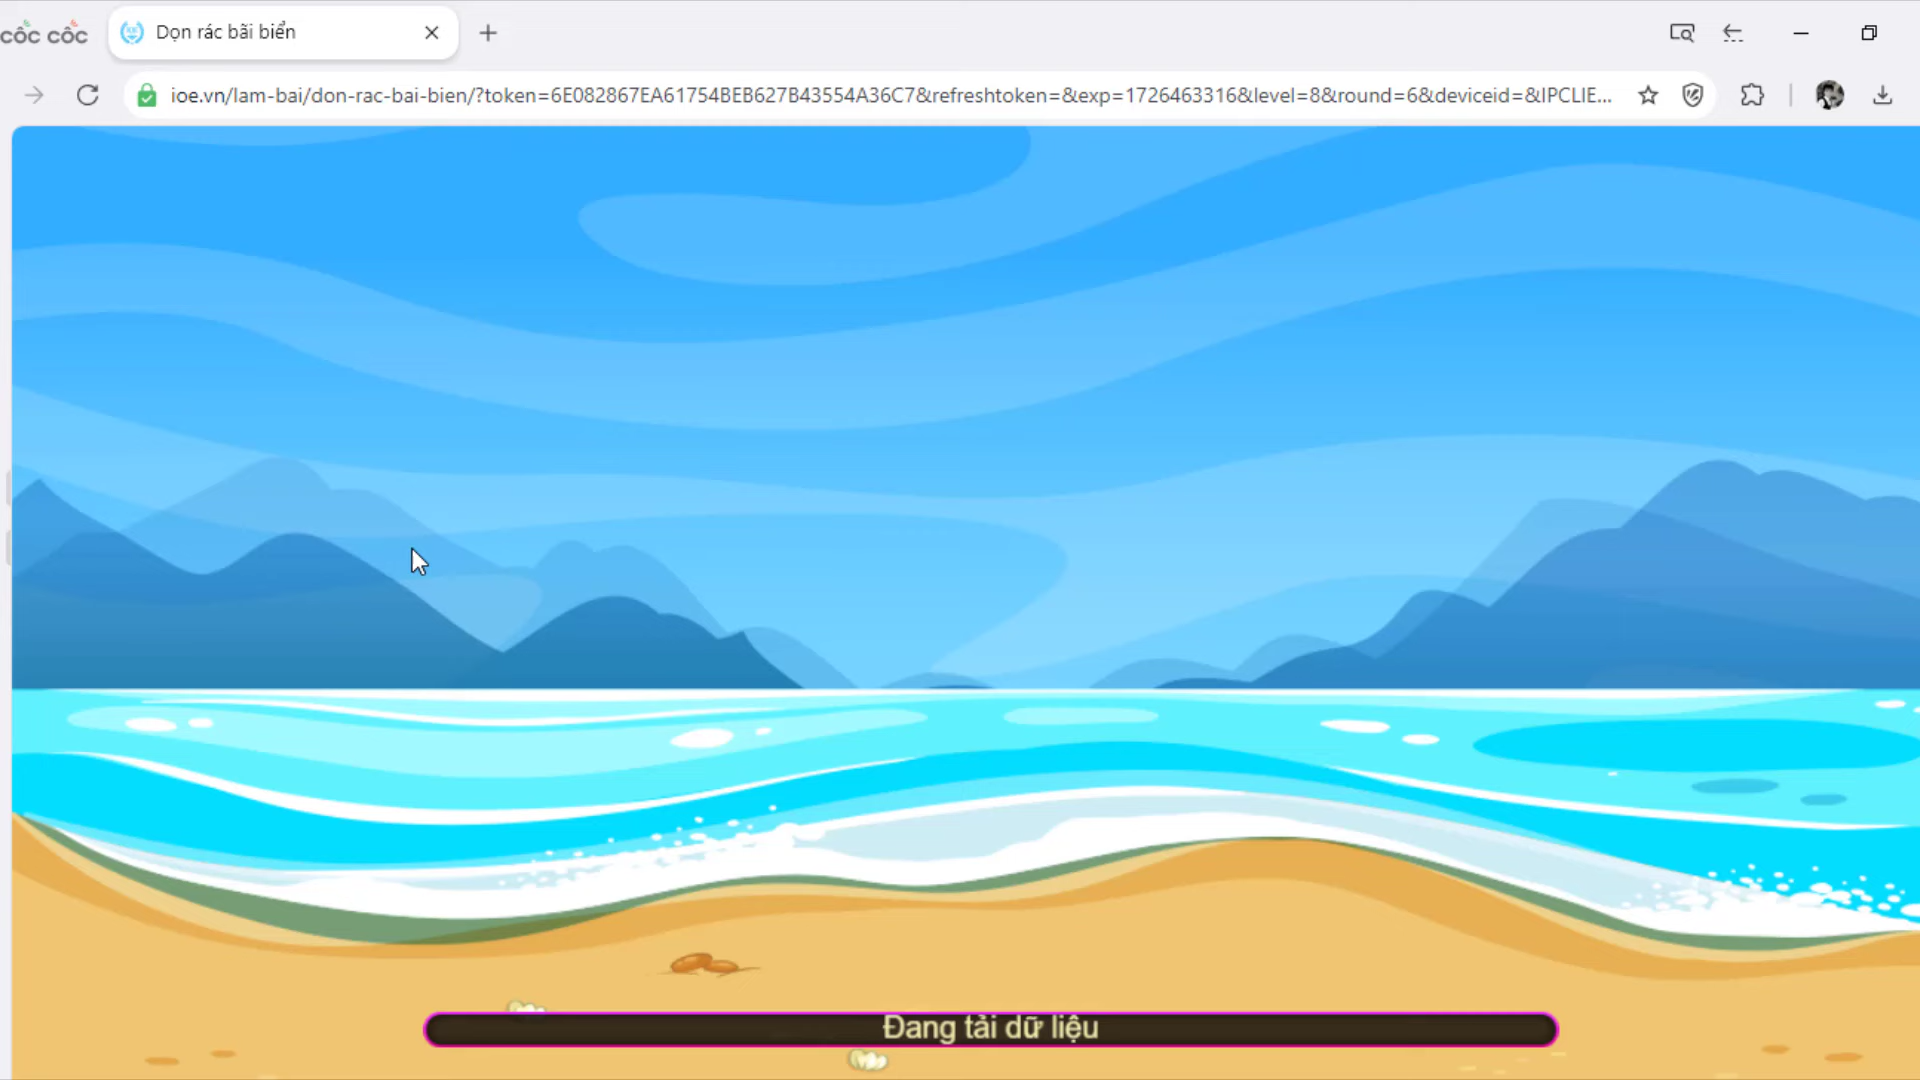 cốc cốc
Dọn rác bãi biển
ioe.vn/lam-bai/don-rac-bai-bien/?token=6E082867EA61754BEB627B43554A36C7&refreshtoken=&exp=1726463316&level=8&round=6&deviceid=&IPCLIE...
Đang tải dữ liệu